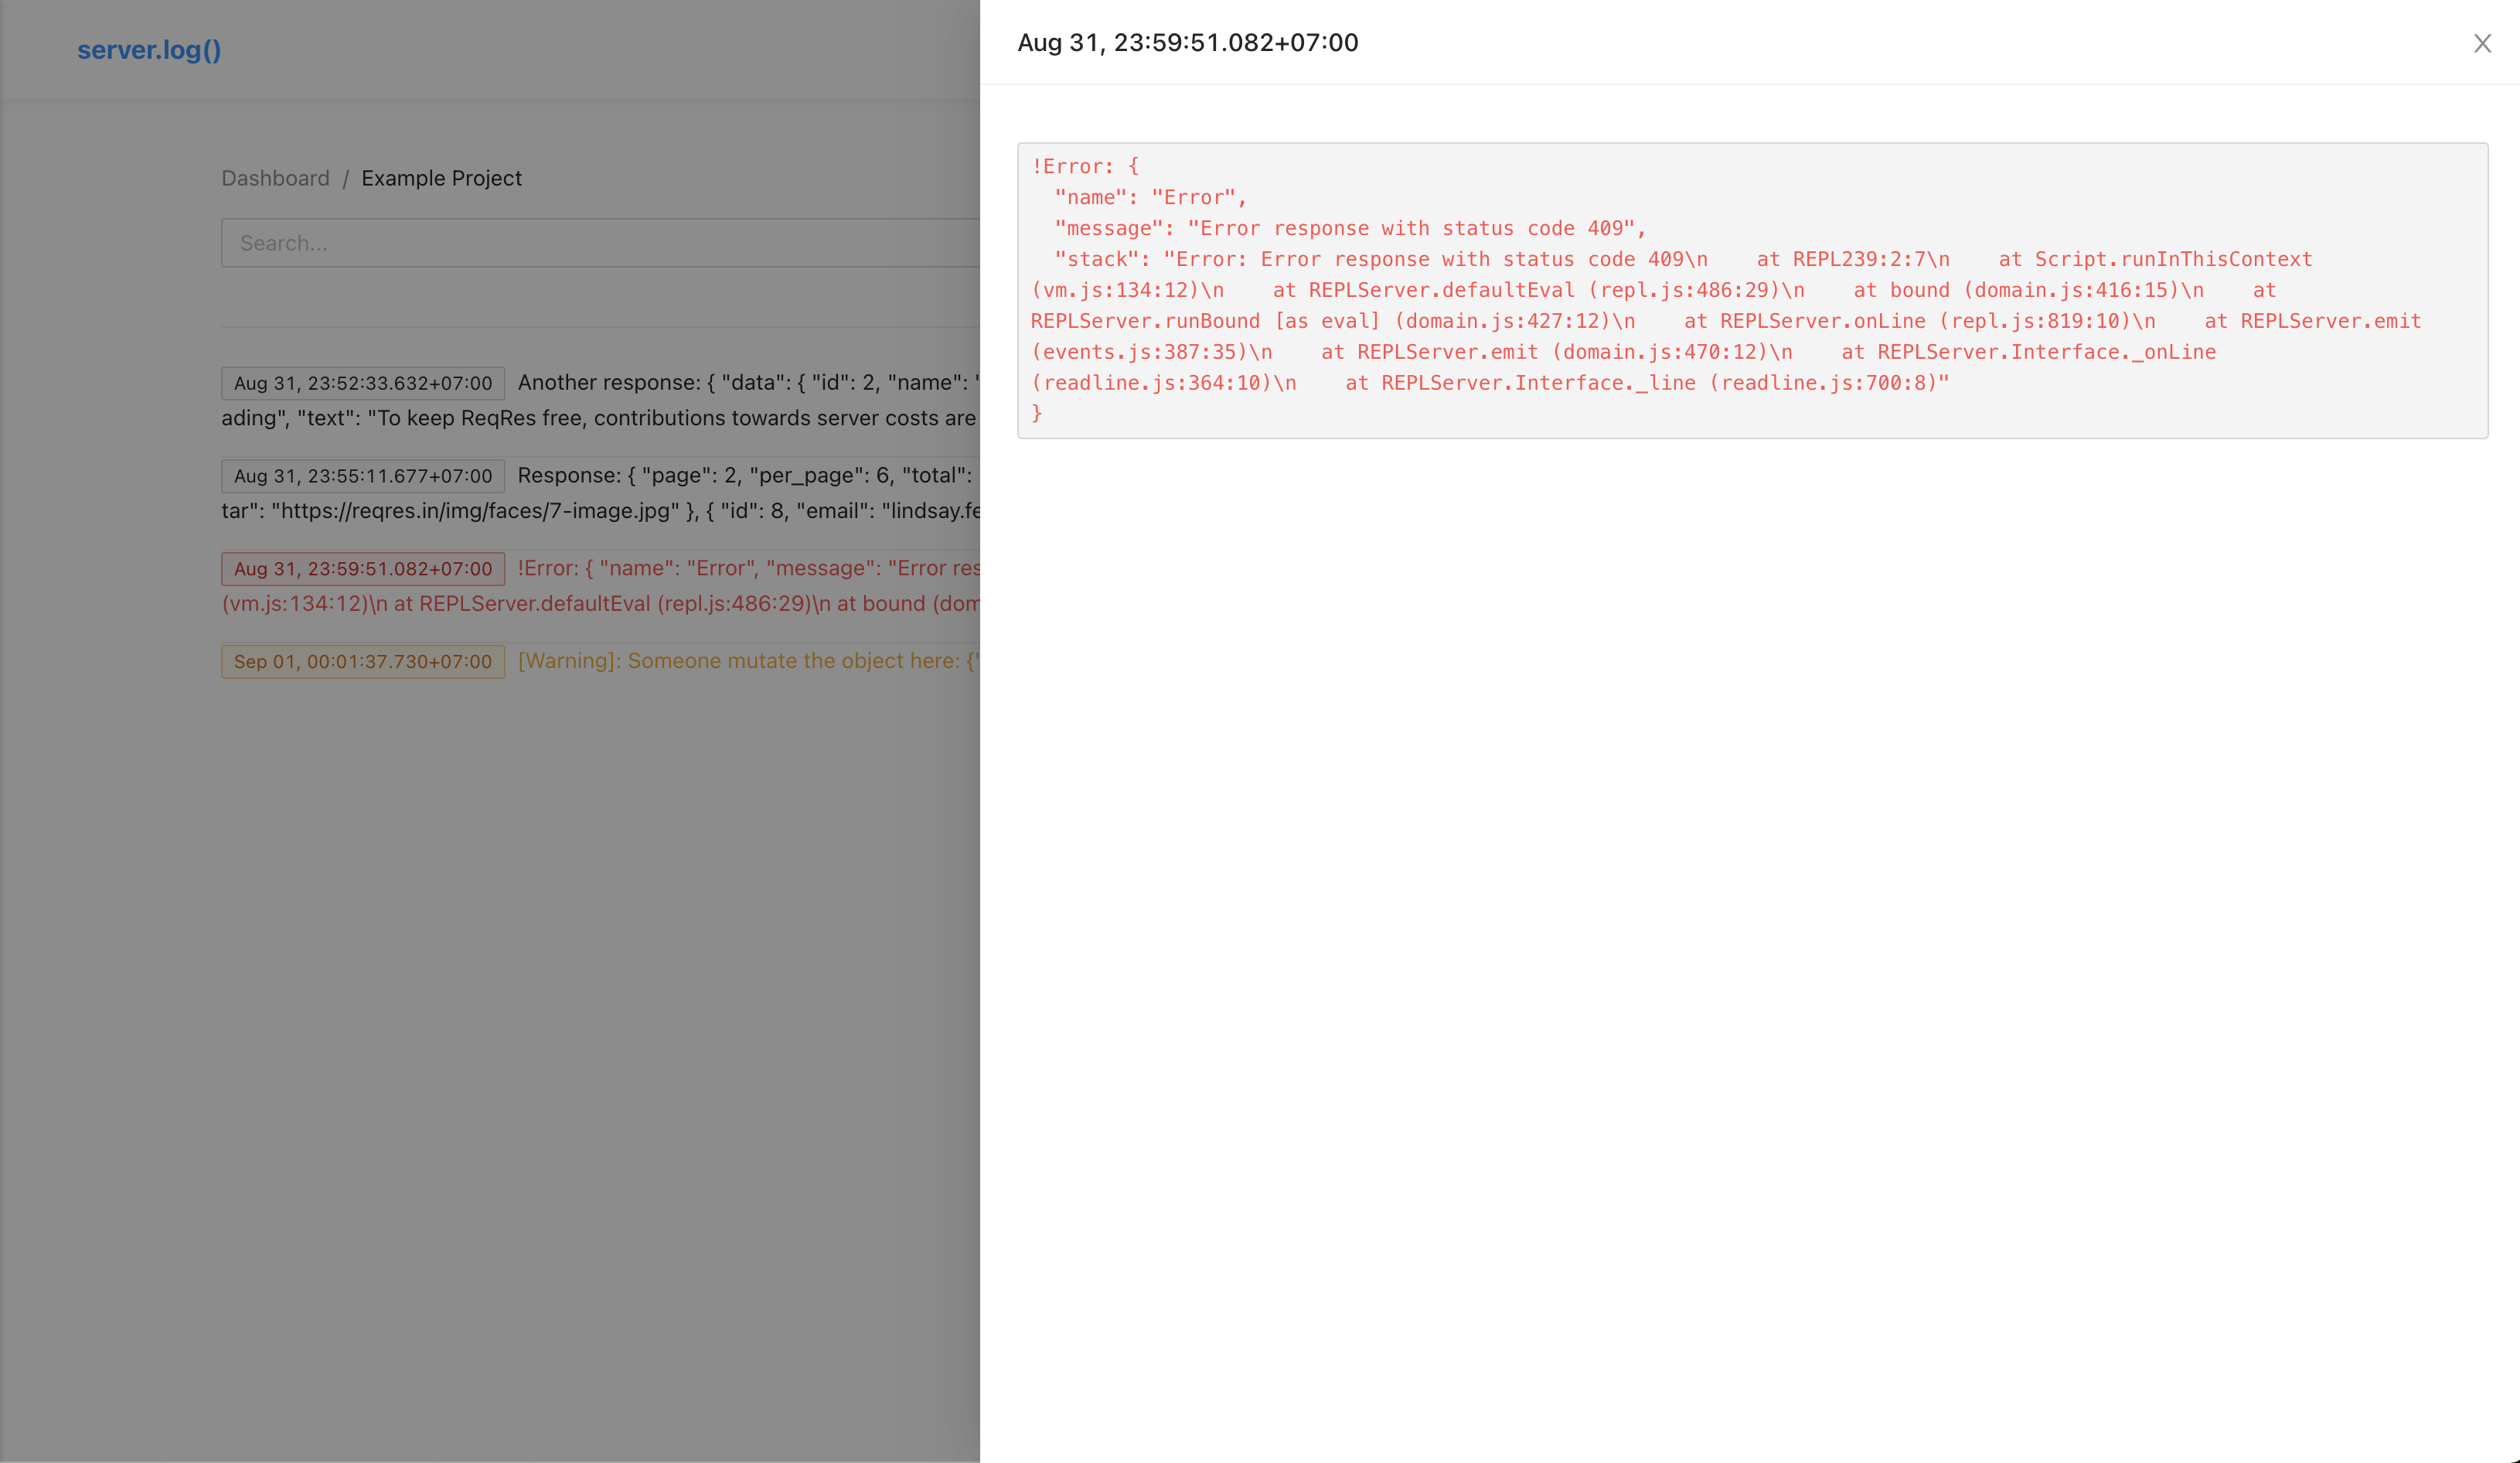 server.log()
Dashboard / Example Project
Search...
Aug 31, 23:52:33.632+07:00 Another response: { "data": { "id": 2, "name": "
ading", "text": "To keep ReqRes free, contributions towards server costs are
Aug 31, 23:55:11.677+07:00 Response: { "page": 2, "per_page": 6, "total":
tar": "https://reqres.in/img/faces/7-image.jpg" }, { "id": 8, "email": "lindsay.fe
Aug 31, 23:59:51.082+07:00 !Error: { "name": "Error", "message": "Error res
(vm.js:134:12)\n at REPLServer.defaultEval (repl.js:486:29)\n at bound (dom
Sep 01, 00:01:37.730+07:00 [Warning]: Someone mutate the object here: {"
Aug 31, 23:59:51.082+07:00
!Error: {
  "name": "Error",
  "message": "Error response with status code 409",
  "stack": "Error: Error response with status code 409\n    at REPL239:2:7\n    at Script.runInThisContext
(vm.js:134:12)\n    at REPLServer.defaultEval (repl.js:486:29)\n    at bound (domain.js:416:15)\n    at
REPLServer.runBound [as eval] (domain.js:427:12)\n    at REPLServer.onLine (repl.js:819:10)\n    at REPLServer.emit
(events.js:387:35)\n    at REPLServer.emit (domain.js:470:12)\n    at REPLServer.Interface._onLine
(readline.js:364:10)\n    at REPLServer.Interface._line (readline.js:700:8)"
}